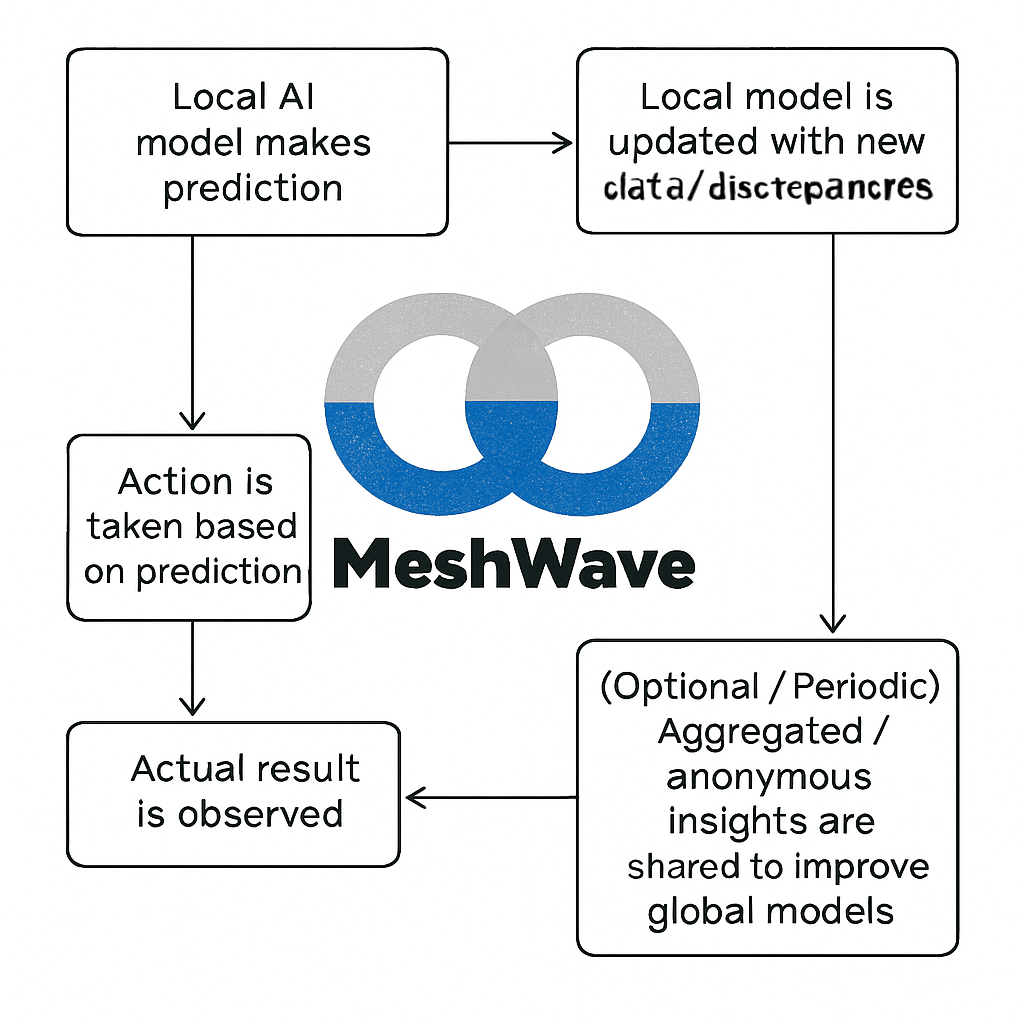 Local AI
model makes
prediction
Local model is
updated with new
clata/disctepancres
Action is
taken based
on prediction
MeshWave
Actual result
is observed
(Optional / Periodic)
Aggregated /
anonymous
insights are
shared to improve
global models